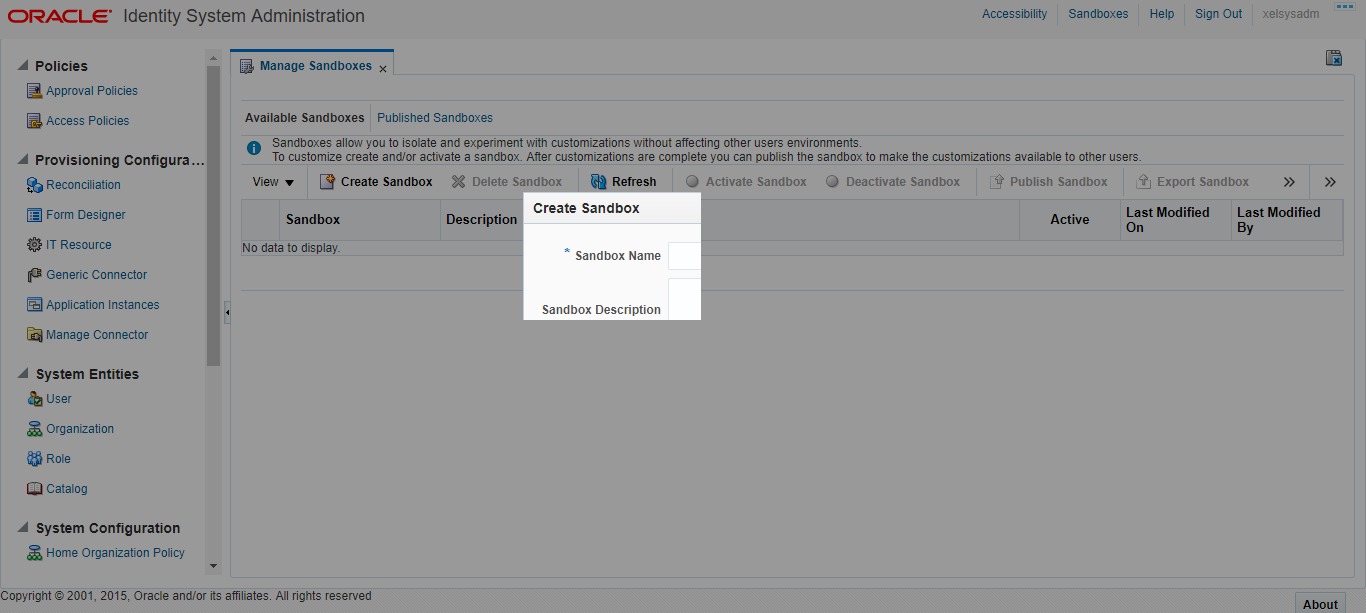 ORACLE Identity System Administration
Accessibility Sandboxes Help Sign Out xelsysadm
Policies
Approval Policies
Access Policies
Provisioning Configura...
Reconciliation
Form Designer
IT Resource
Generic Connector
Application Instances
Manage Connector
System Entities
User
Organization
Role
Catalog
System Configuration
Home Organization Policy
Manage Sandboxes
Available Sandboxes Published Sandboxes
Sandboxes allow you to isolate and experiment with customizations without affecting other users environments.
To customize create and/or activate a sandbox. After customizations are complete you can publish the sandbox to make the customizations available to other users.
View Create Sandbox Delete Sandbox Refresh Activate Sandbox Deactivate Sandbox Publish Sandbox Export Sandbox
Sandbox Description Active Last Modified On Last Modified By
No data to display.
Create Sandbox
* Sandbox Name
Sandbox Description
Copyright © 2001, 2015, Oracle and/or its affiliates. All rights reserved
About